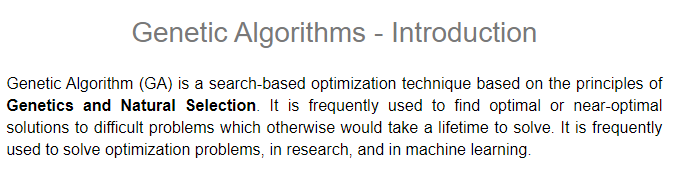 Genetic Algorithms - Introduction
Genetic Algorithm (GA) is a search-based optimization technique based on the principles of
Genetics and Natural Selection. It is frequently used to find optimal or near-optimal
solutions to difficult problems which otherwise would take a lifetime to solve. It is frequently
used to solve optimization problems, in research, and in machine learning.